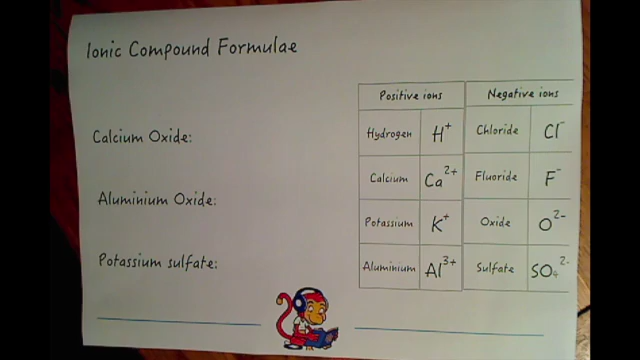 Ionic Compound Formulae
Positive ions Negative ions
Hydrogen H⁺ Chloride Cl⁻
Calcium Oxide:
Calcium Ca²⁺ Fluoride F⁻
Aluminium Oxide:
Potassium K⁺ Oxide O²⁻
Potassium sulfate:
Aluminium Al³⁺ Sulfate SO₄²⁻